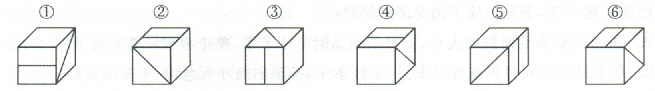 ① ② ③ ④ ⑤ ⑥